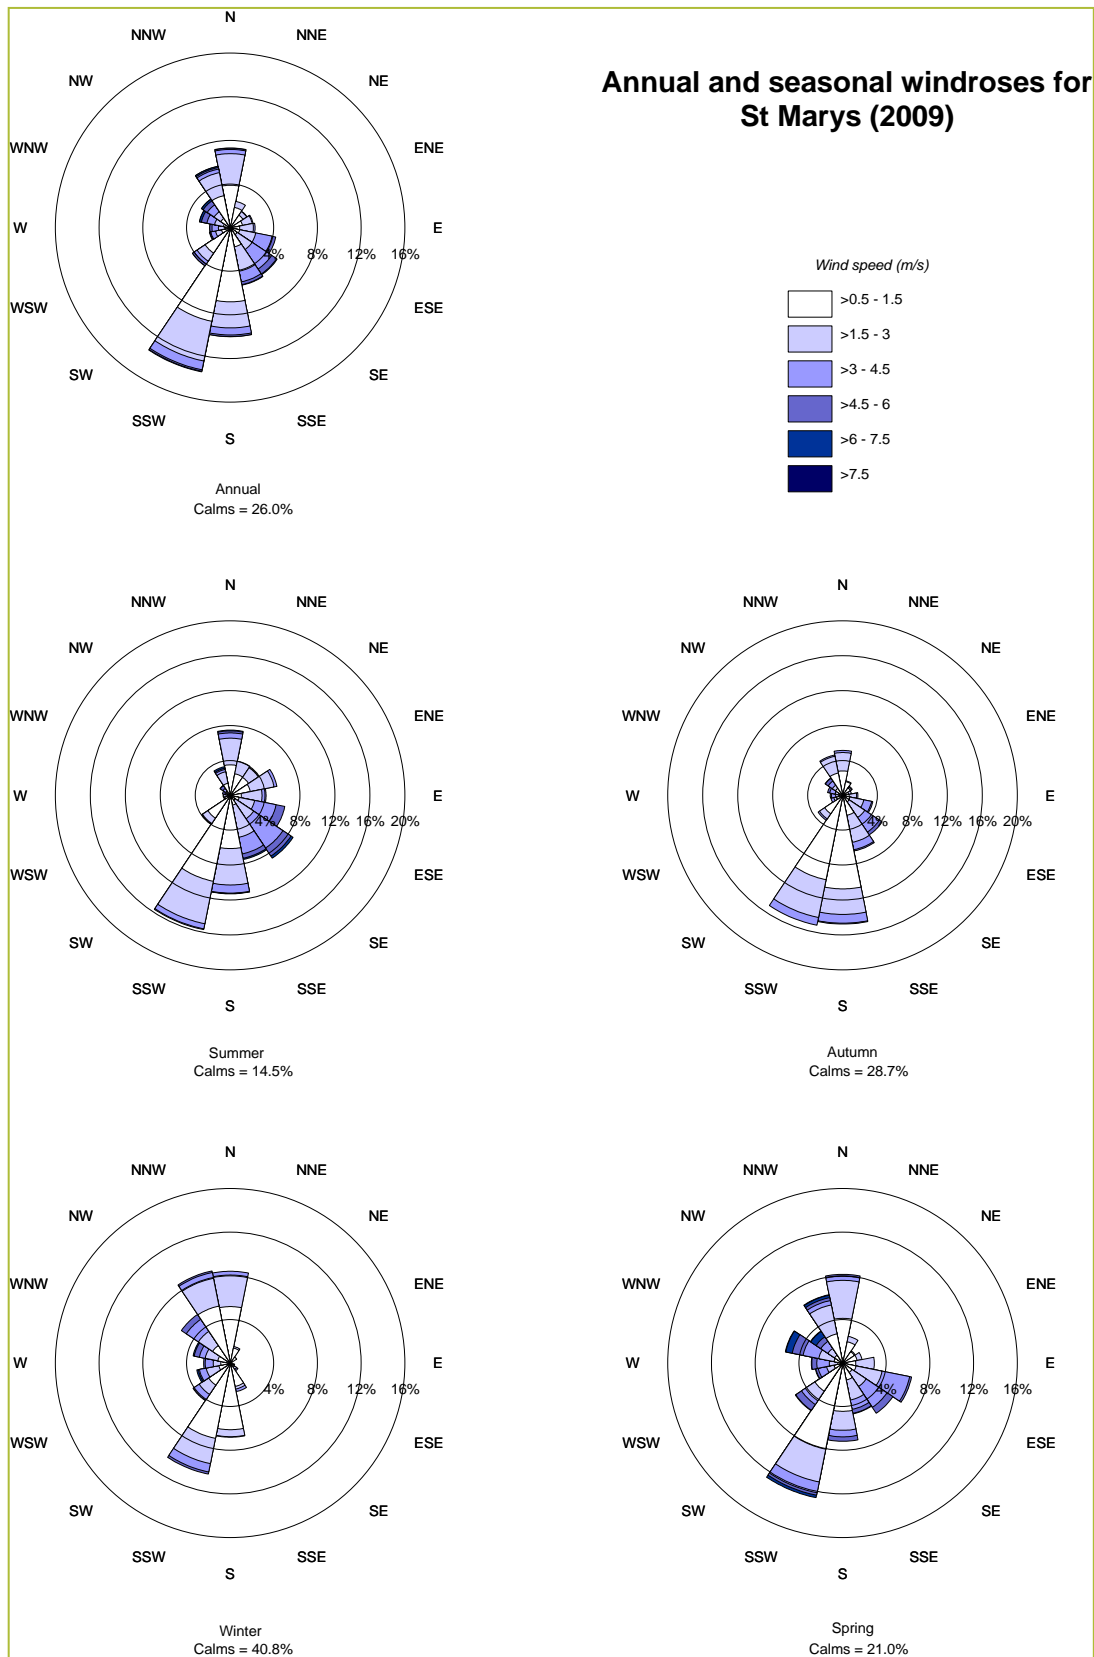 Annual and seasonal windroses for
St Marys (2009)
N
NNW NNE
NW NE
WNW ENE
W E
4% 8% 12% 16%
WSW ESE
SW SE
SSW SSE
S
Annual
Calms = 26.0%
Wind speed (m/s)
>0.5 - 1.5
>1.5 - 3
>3 - 4.5
>4.5 - 6
>6 - 7.5
>7.5
N
NNW NNE
NW NE
WNW ENE
W E
4% 8% 12% 16% 20%
WSW ESE
SW SE
SSW SSE
S
Summer
Calms = 14.5%
N
NNW NNE
NW NE
WNW ENE
W E
4% 8% 12% 16% 20%
WSW ESE
SW SE
SSW SSE
S
Autumn
Calms = 28.7%
N
NNW NNE
NW NE
WNW ENE
W E
4% 8% 12% 16%
WSW ESE
SW SE
SSW SSE
S
Winter
Calms = 40.8%
N
NNW NNE
NW NE
WNW ENE
W E
4% 8% 12% 16%
WSW ESE
SW SE
SSW SSE
S
Spring
Calms = 21.0%